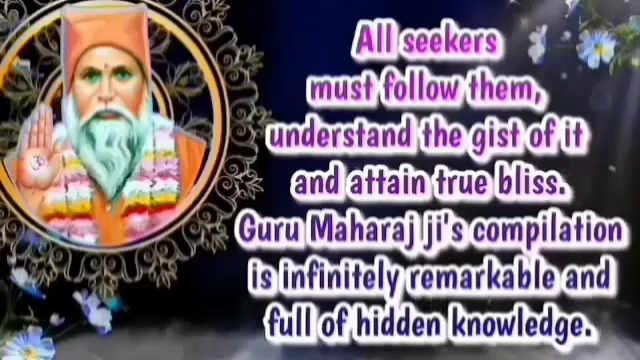 All seekers
must follow them,
understand the gist of it
and attain true bliss.
Guru Maharaj ji's compilation
is infinitely remarkable and
full of hidden knowledge.
ॐ